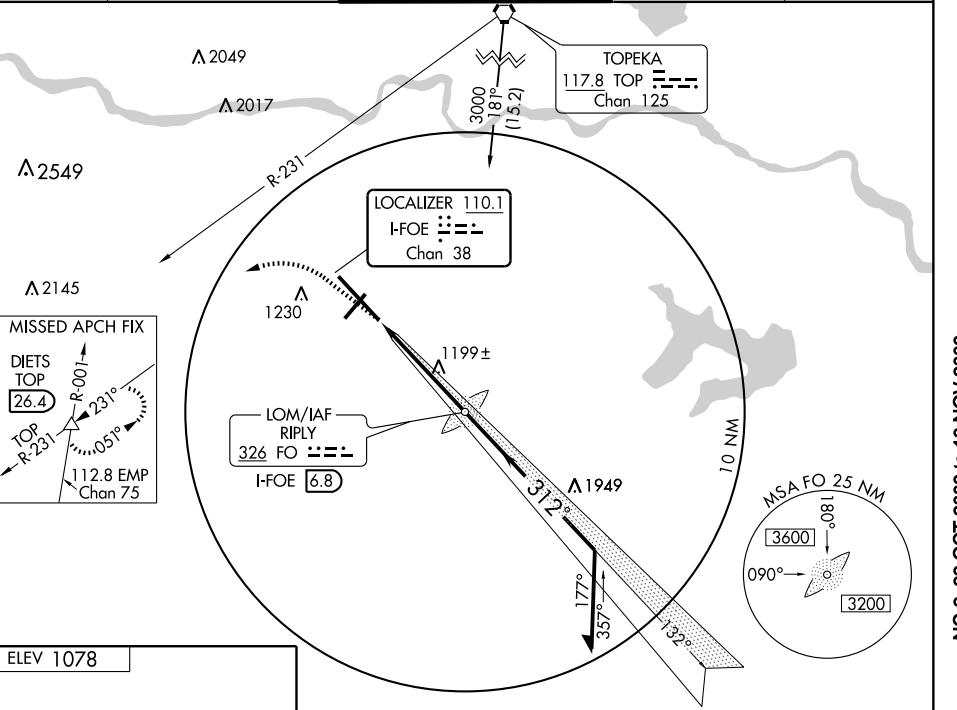 2049
2017
2549
2145
TOPEKA
117.8 TOP
Chan 125
3000
181°
(15.2)
R-231
LOCALIZER 110.1
I-FOE
Chan 38
1230
1199±
MISSED APCH FIX
DIETS
TOP
26.4
R-001
231°
051°
TOP
R-231
112.8 EMP
Chan 75
LOM/IAF
RIPLY
326 FO
I-FOE 6.8
312°
1949
10 NM
177°
357°
132°
MSA FO 25 NM
180°
3600
090°
3200
ELEV 1078